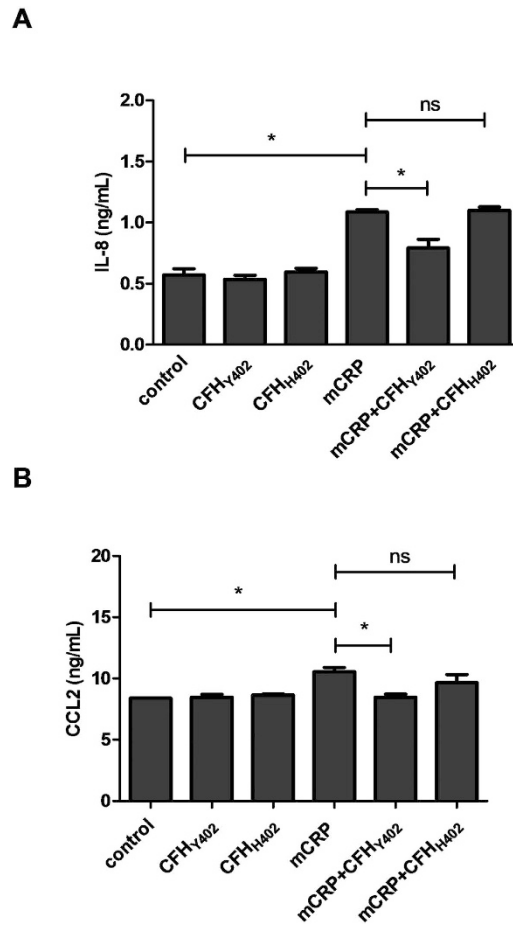 A
2.0
ns
1.5
*
*
IL-8 (ng/mL)
1.0
0.5
0.0
control
CFHY402
CFHH402
mCRP
mCRP+CFHY402
mCRP+CFHH402
B
20
ns
15
*
*
CCL2 (ng/mL)
10
5
0
control
CFHY402
CFHH402
mCRP
mCRP+CFHY402
mCRP+CFHH402